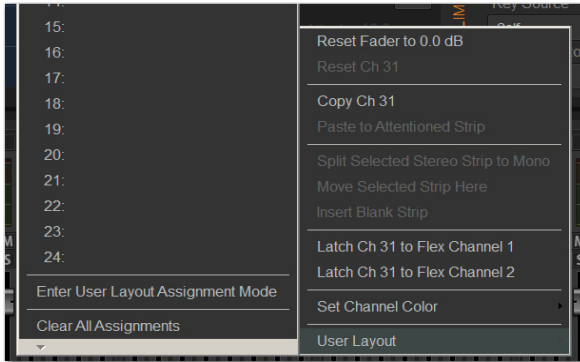 15:
16:
17:
18:
19:
20:
21:
22:
23:
24:
Enter User Layout Assignment Mode
Clear All Assignments
Key Source
Reset Fader to 0.0 dB
Reset Ch 31
Copy Ch 31
Paste to Attentioned Strip
Split Selected Stereo Strip to Mono
Move Selected Strip Here
Insert Blank Strip
Latch Ch 31 to Flex Channel 1
Latch Ch 31 to Flex Channel 2
Set Channel Color
User Layout